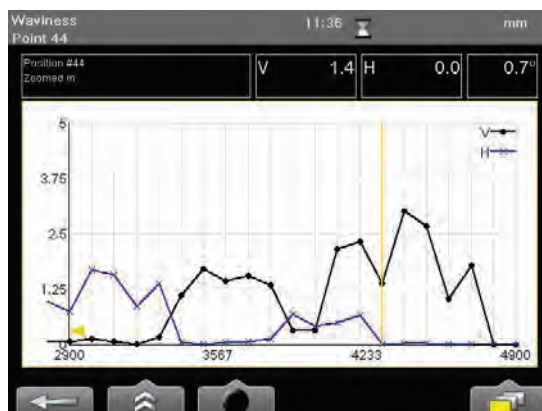 Waviness 11:36 mm
Point 44
Position #44
Zoomed in
V 1.4 H 0.0 0.7°
5
V
H
3.75
2.5
1.25
0
2900 3567 4233 4900